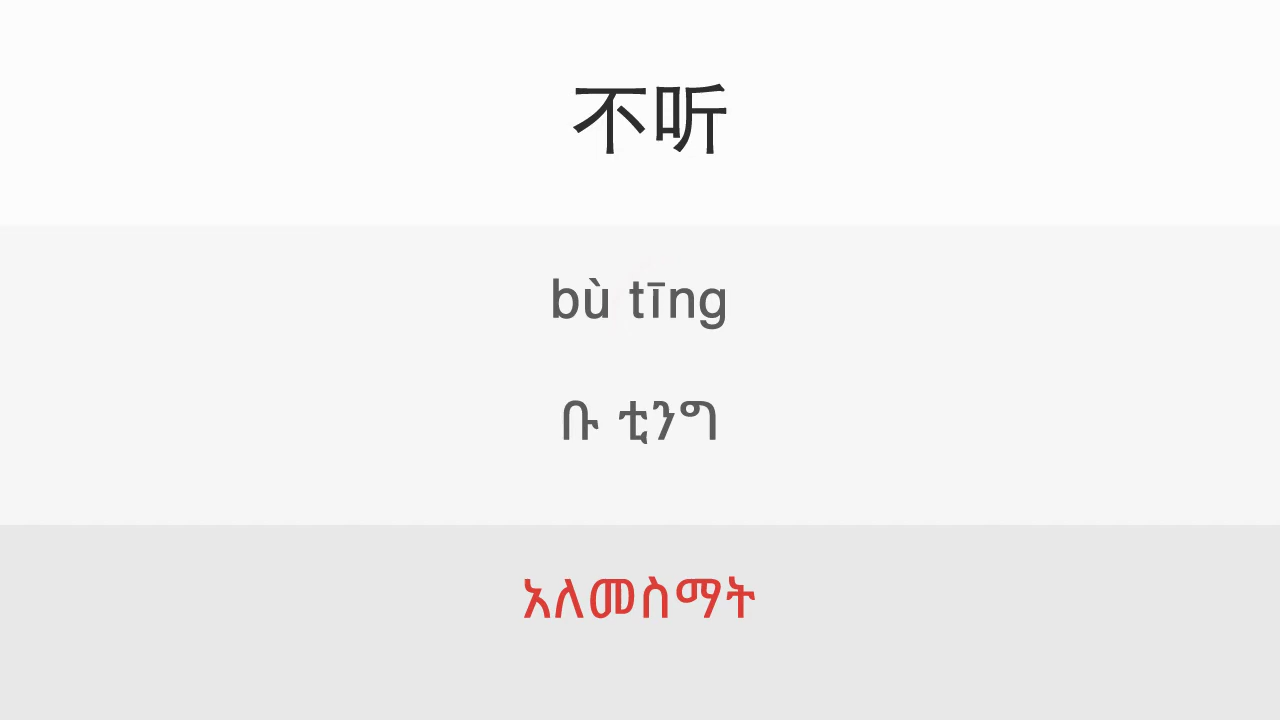 不听
bù tīng
ቡ ቲንግ
አለመስማት